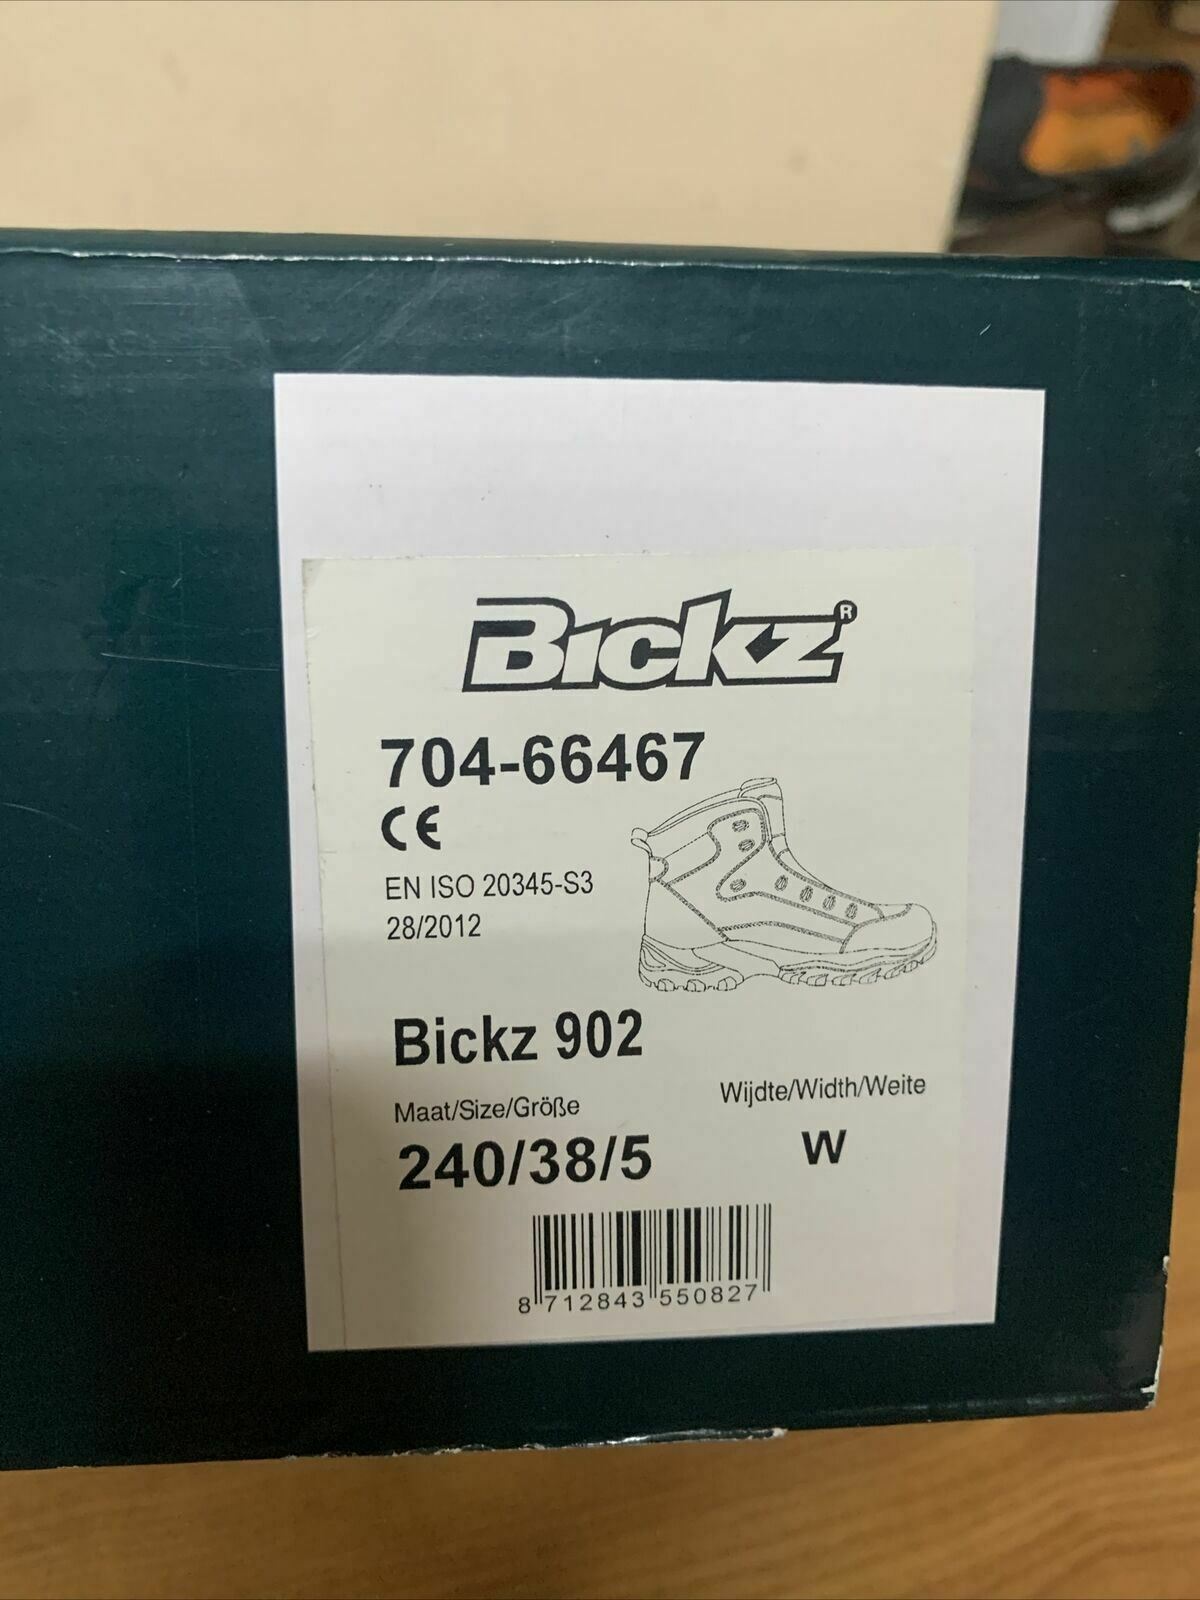 Bickz®
704-66467
CE
EN ISO 20345-S3
28/2012
Bickz 902
Maat/Size/Größe
Wijdte/Width/Weite
240/38/5
W
8 712843 550827